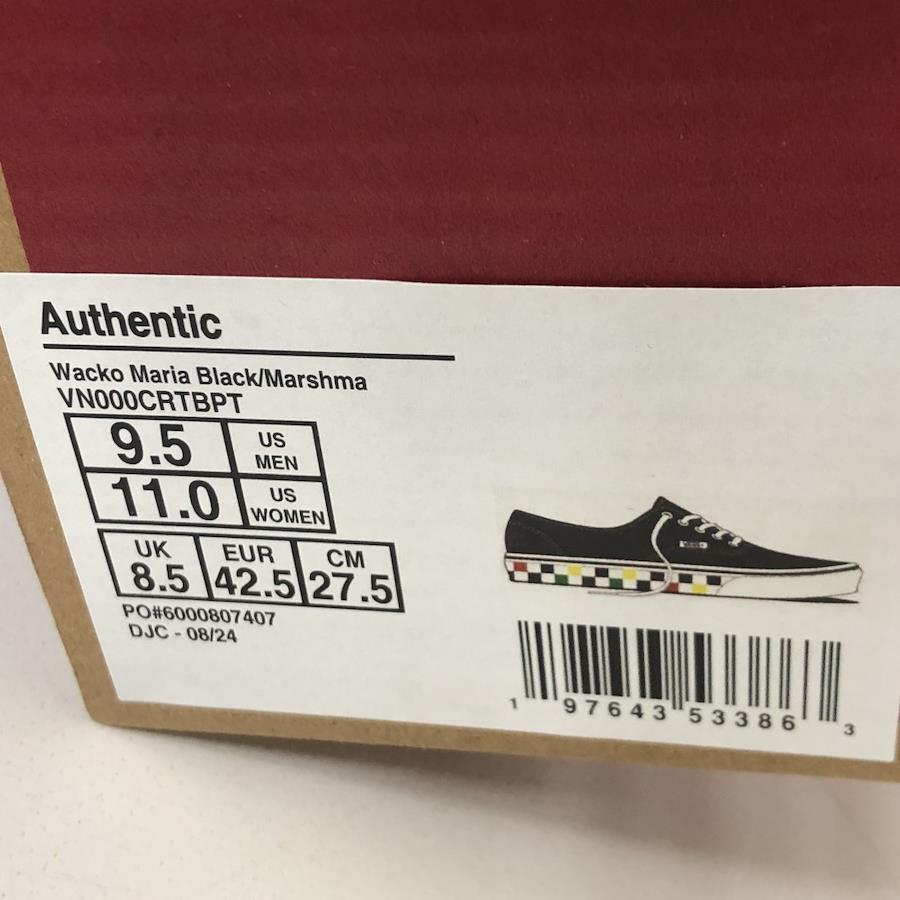 Authentic
Wacko Maria Black/Marshma
VN000CRTBPT
9.5 US MEN
11.0 US WOMEN
UK EUR CM
8.5 42.5 27.5
PO#6000807407
DJC - 08/24
VANS
1 97643 53386 3